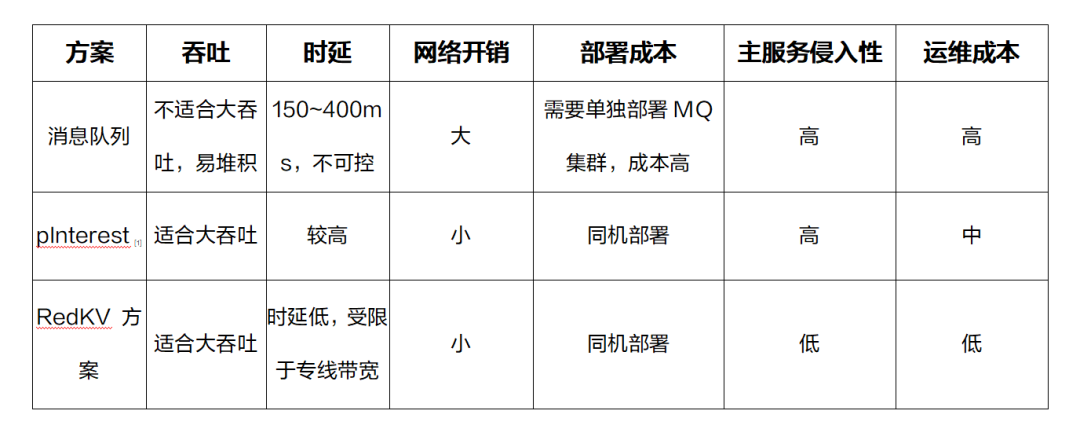 方案 吞吐 时延 网络开销 部署成本 主服务侵入性 运维成本
消息队列 不适合大吞 150~400m 大 需要单独部署 MQ 高 高
吐，易堆积 s，不可控 集群，成本高
pInterest [1] 适合大吞吐 较高 小 同机部署 高 中
RedKV 方 适合大吞吐 时延低，受限 小 同机部署 低 低
案 于专线带宽